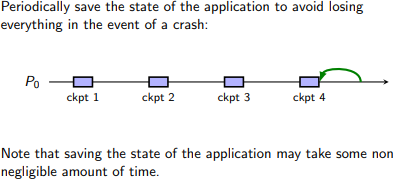 Periodically save the state of the application to avoid losing
everything in the event of a crash:
P0
ckpt 1 ckpt 2 ckpt 3 ckpt 4
Note that saving the state of the application may take some non
negligible amount of time.